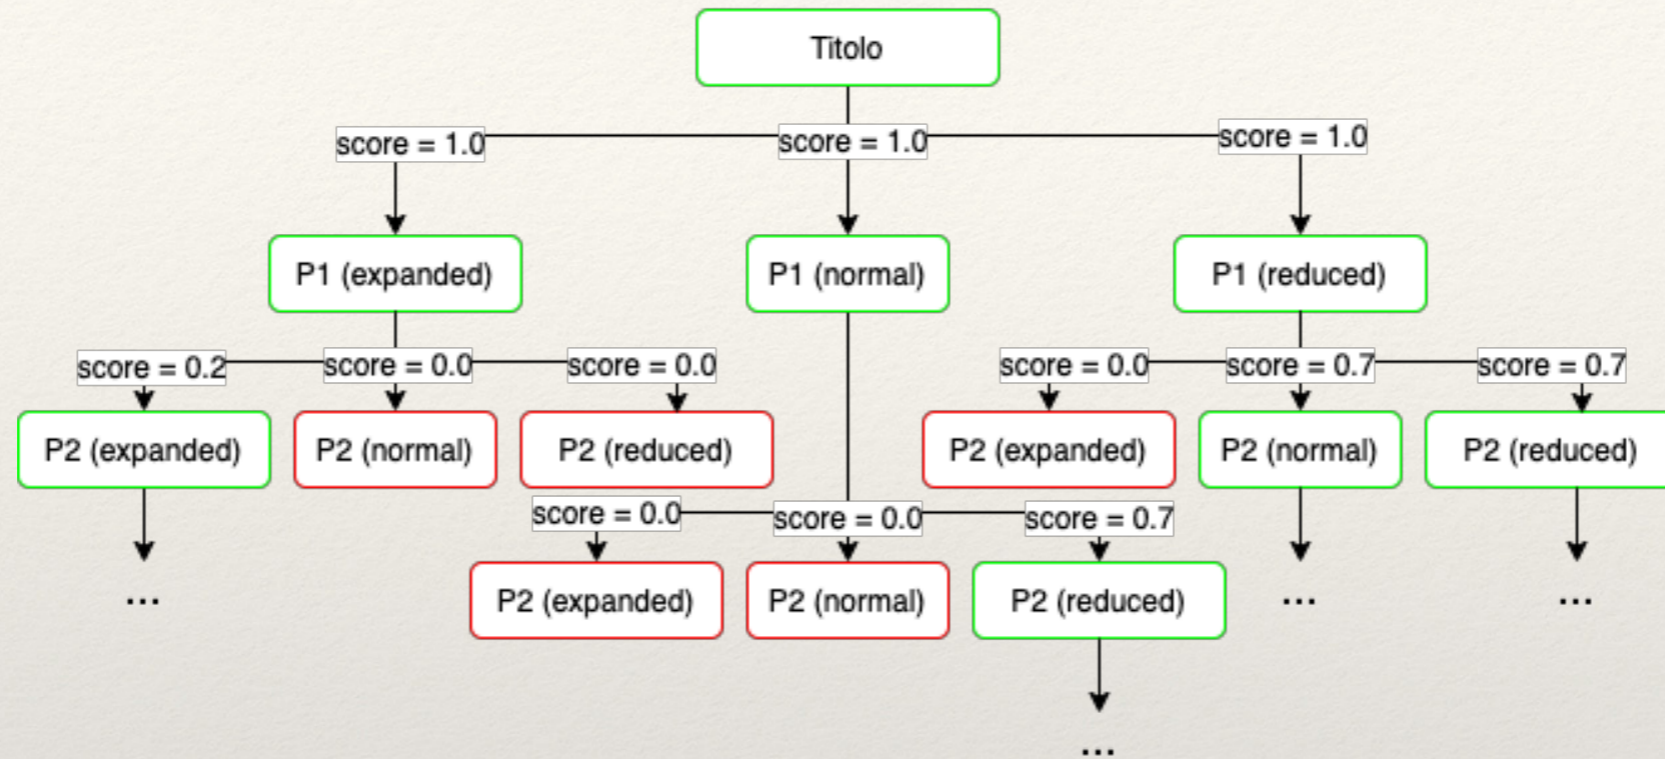 Titolo
score = 1.0
score = 1.0
score = 1.0
P1 (expanded)
P1 (normal)
P1 (reduced)
score = 0.2
score = 0.0
score = 0.0
score = 0.0
score = 0.7
score = 0.7
P2 (expanded)
P2 (normal)
P2 (reduced)
P2 (expanded)
P2 (normal)
P2 (reduced)
score = 0.0
score = 0.0
score = 0.7
...
P2 (expanded)
P2 (normal)
P2 (reduced)
...
...
...